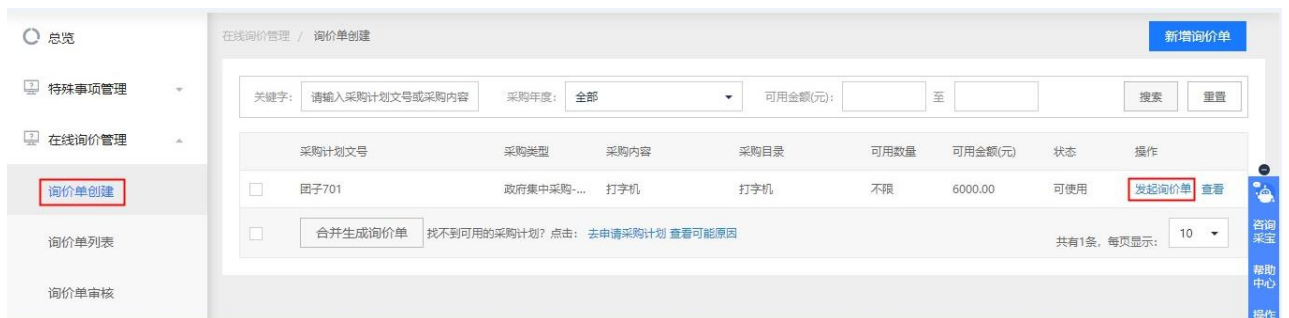 总览
特殊事项管理
在线询价管理
询价单创建
询价单列表
询价单审核
在线询价管理 / 询价单创建
新增询价单
关键字: 请输入采购计划文号或采购内容 采购年度: 全部 可用金额(元): 至 搜索 重置
采购计划文号 采购类型 采购内容 采购目录 可用数量 可用金额(元) 状态 操作
团子701 政府集中采购-... 打字机 打字机 不限 6000.00 可使用 发起询价单 查看
合并生成询价单 找不到可用的采购计划? 点击: 去申请采购计划 查看可能原因
共有1条, 每页显示: 10
咨询
采宝
帮助
中心
操作